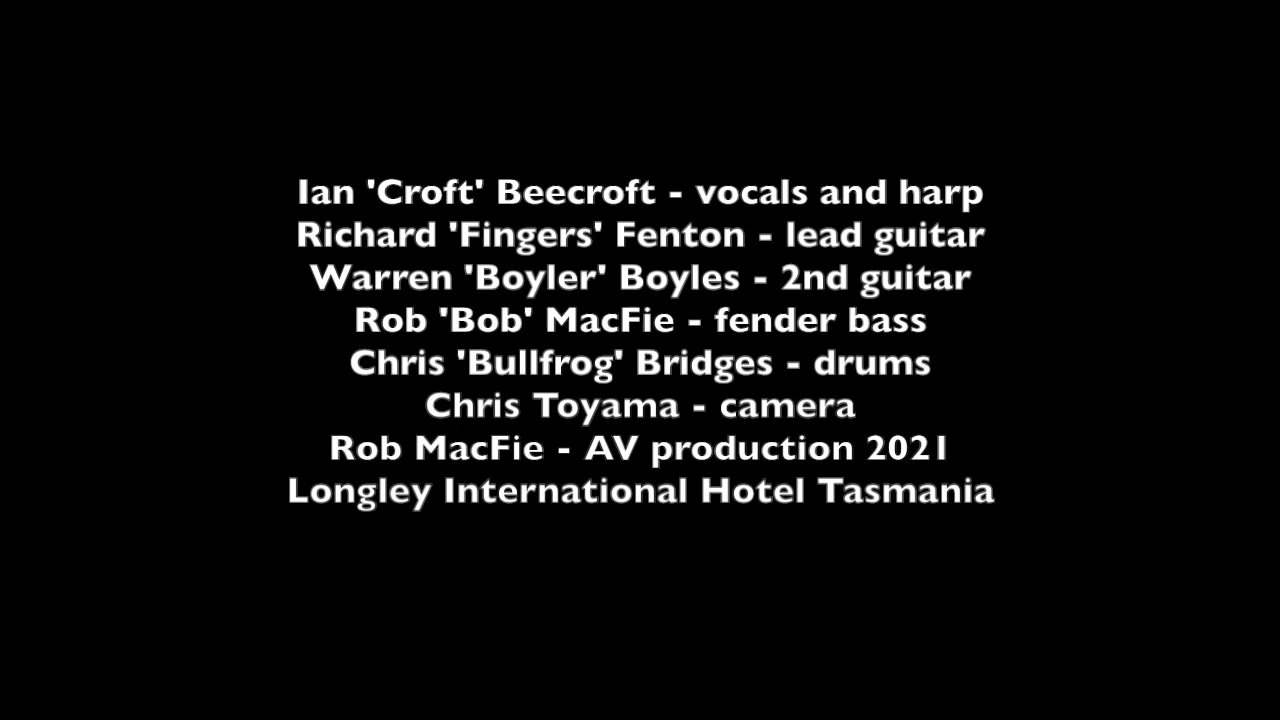 Ian 'Croft' Beecroft - vocals and harp
Richard 'Fingers' Fenton - lead guitar
Warren 'Boyler' Boyles - 2nd guitar
Rob 'Bob' MacFie - fender bass
Chris 'Bullfrog' Bridges - drums
Chris Toyama - camera
Rob MacFie - AV production 2021
Longley International Hotel Tasmania